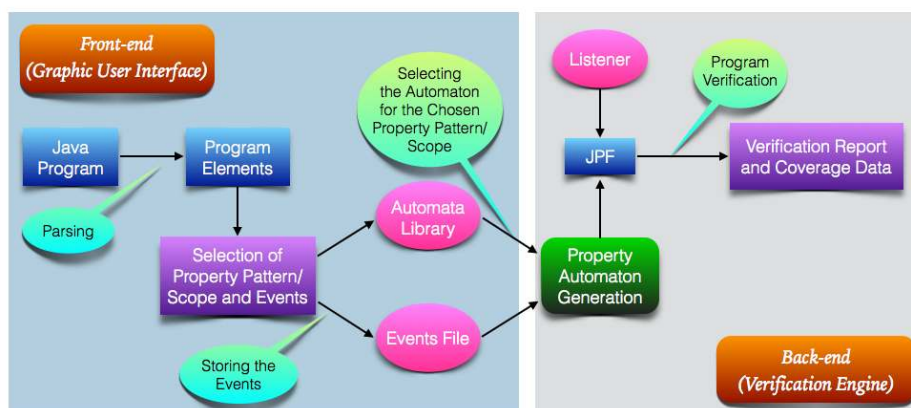 Front-end
(Graphic User Interface)
Java
Program
Program
Elements
Parsing
Selection of
Property Pattern/
Scope and Events
Storing the
Events
Selecting
the Automaton
for the Chosen
Property Pattern/
Scope
Automata
Library
Events File
Listener
JPF
Program
Verification
Verification Report
and Coverage Data
Property
Automaton
Generation
Back-end
(Verification Engine)